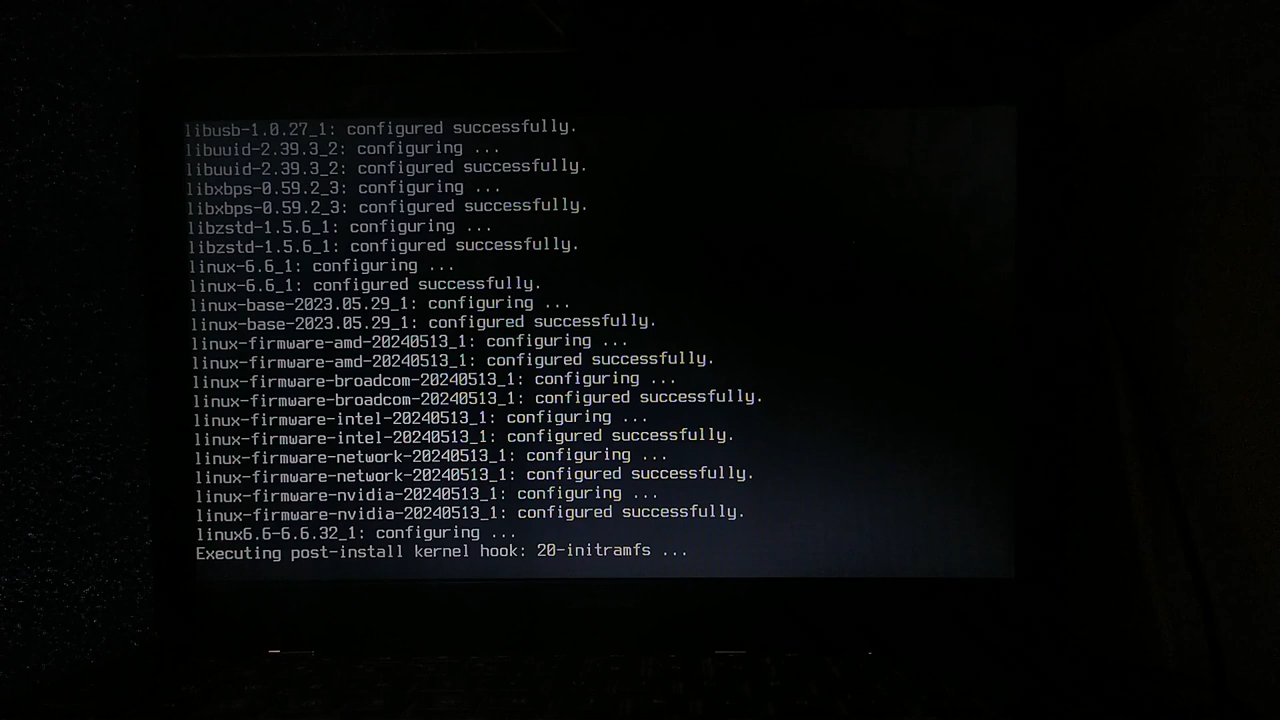 libusb-1.0.27_1: configured successfully.
libuuid-2.39.3_2: configuring ...
libuuid-2.39.3_2: configured successfully.
libxbps-0.59.2_3: configuring ...
libxbps-0.59.2_3: configured successfully.
libzstd-1.5.6_1: configuring ...
libzstd-1.5.6_1: configured successfully.
linux-6.6_1: configuring ...
linux-6.6_1: configured successfully.
linux-base-2023.05.29_1: configuring ...
linux-base-2023.05.29_1: configured successfully.
linux-firmware-amd-20240513_1: configuring ...
linux-firmware-amd-20240513_1: configured successfully.
linux-firmware-broadcom-20240513_1: configuring ...
linux-firmware-broadcom-20240513_1: configured successfully.
linux-firmware-intel-20240513_1: configuring ...
linux-firmware-intel-20240513_1: configured successfully.
linux-firmware-network-20240513_1: configuring ...
linux-firmware-network-20240513_1: configured successfully.
linux-firmware-nvidia-20240513_1: configuring ...
linux-firmware-nvidia-20240513_1: configured successfully.
linux6.6-6.6.32_1: configuring ...
Executing post-install kernel hook: 20-initramfs ...